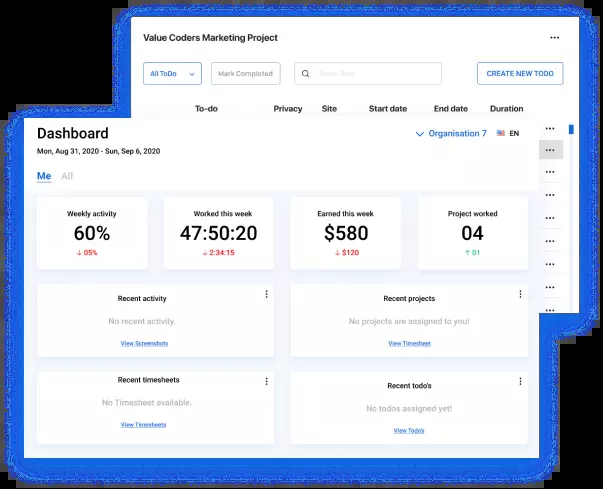 Value Coders Marketing Project
All ToDo
Mark Completed
CREATE NEW TODO
To-do Privacy Site Start date End date Duration
Dashboard
Organisation 7 EN
Mon, Aug 31, 2020 - Sun, Sep 6, 2020
Me All
Weekly activity
60%
↓ 05%
Worked this week
47:50:20
↓ 2:34:15
Earned this week
$580
↓ $120
Project worked
04
↑ 01
Recent activity
No recent activity.
View Screenshots
Recent projects
No projects are assigned to you!
View Timesheet
Recent timesheets
No Timesheet available.
View Timesheets
Recent todo's
No todos assigned yet!
View Todo's